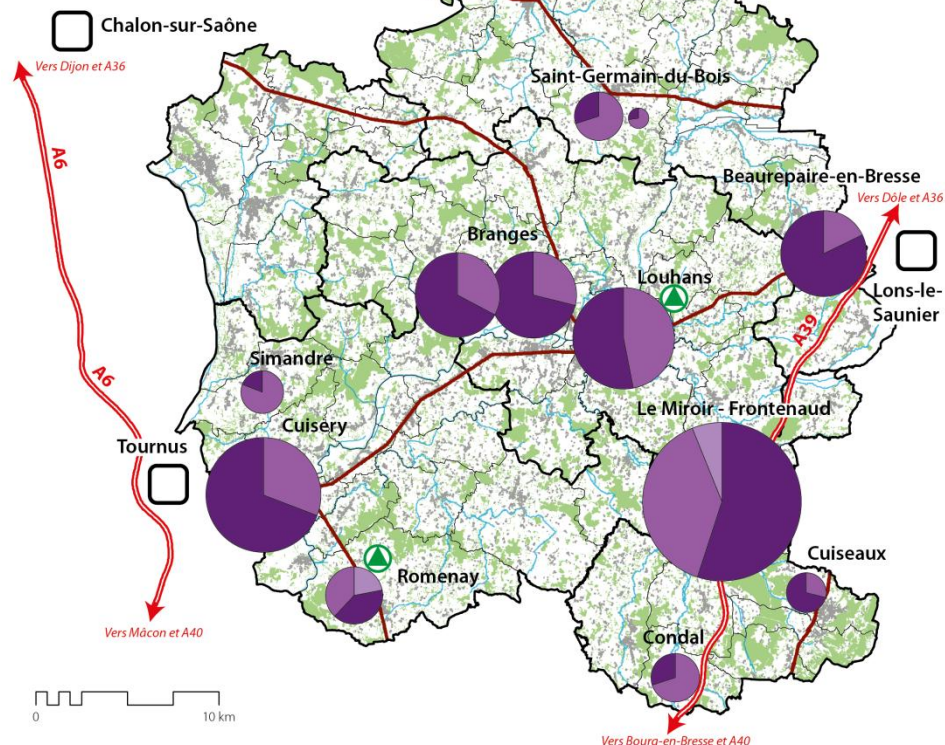 Chalon-sur-Saône
Vers Dijon et A36
Saint-Germain-du-Bois
A6
Beaurepaire-en-Bresse
Vers Dôle et A36
Branges
Louhans
Lons-le-
Saunier
A39
Simandre
A6
Le Miroir - Frontenaud
Cuisery
Tournus
Cuiseaux
Romenay
Vers Mâcon et A40
Condal
0
10 km
Vers Bourg-en-Bresse et A40